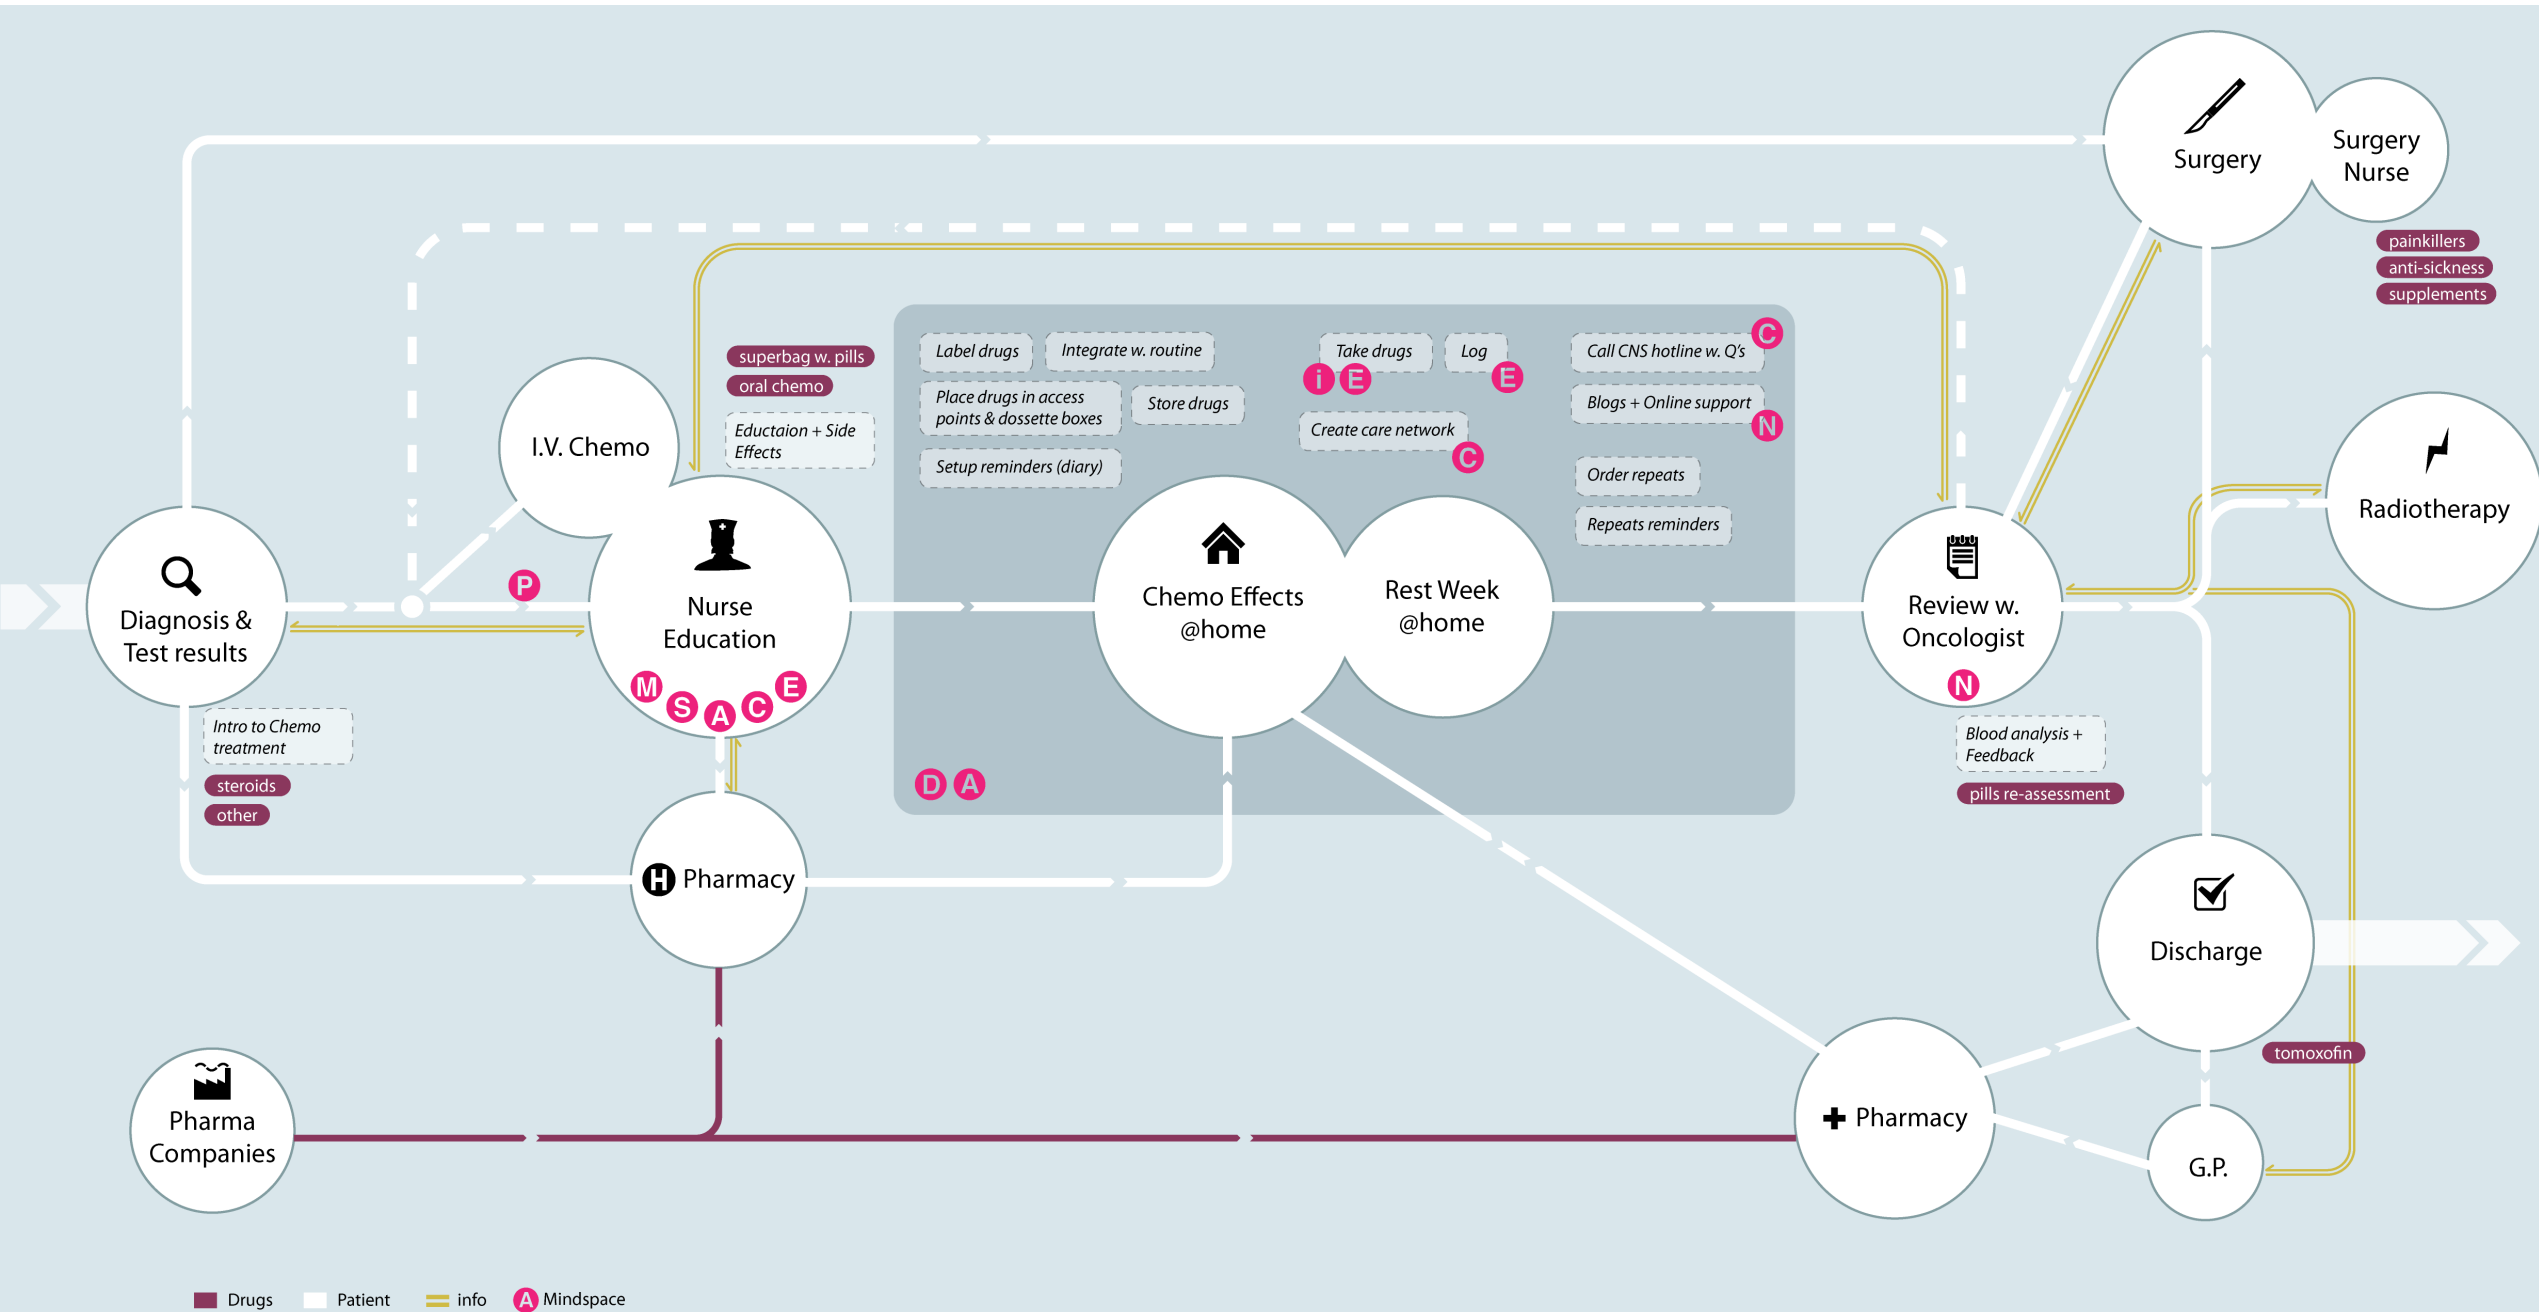 Surgery
Surgery
Nurse
painkillers
anti-sickness
supplements
superbag w. pills
oral chemo
Eductaion + Side
Effects
I.V. Chemo
Label drugs
Integrate w. routine
Place drugs in access
points & dossette boxes
Store drugs
Setup reminders (diary)
Take drugs
i E
Log
E
Create care network
C
Call CNS hotline w. Q's
C
Blogs + Online support
N
Order repeats
Repeats reminders
Radiotherapy
Diagnosis &
Test results
P
Nurse
Education
M S A C E
Chemo Effects
@home
Rest Week
@home
Review w.
Oncologist
N
Intro to Chemo
treatment
steroids
other
D A
Blood analysis +
Feedback
pills re-assessment
H Pharmacy
Discharge
tomoxofin
Pharma
Companies
Pharmacy
G.P.
Drugs
Patient
info
A Mindspace